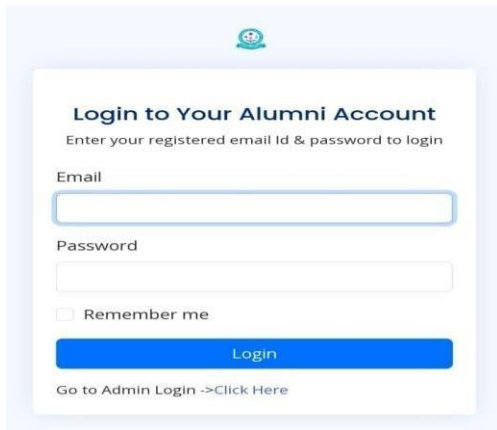 Login to Your Alumni Account
Enter your registered email Id & password to login
Email
Password
Remember me
Login
Go to Admin Login ->Click Here